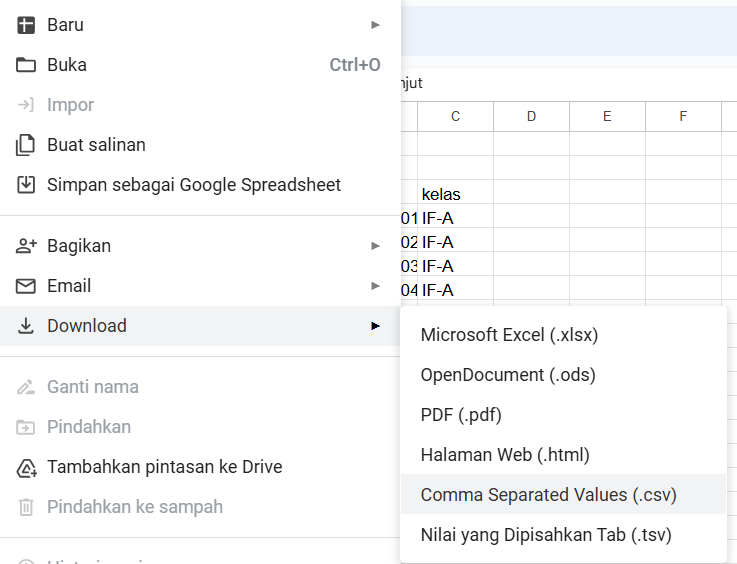 Baru
Buka Ctrl+O
Impor
Buat salinan
Simpan sebagai Google Spreadsheet
Bagikan
Email
Download
Ganti nama
Pindahkan
Tambahkan pintasan ke Drive
Pindahkan ke sampah
njut
C D E F
kelas
01 IF-A
02 IF-A
03 IF-A
04 IF-A
Microsoft Excel (.xlsx)
OpenDocument (.ods)
PDF (.pdf)
Halaman Web (.html)
Comma Separated Values (.csv)
Nilai yang Dipisahkan Tab (.tsv)